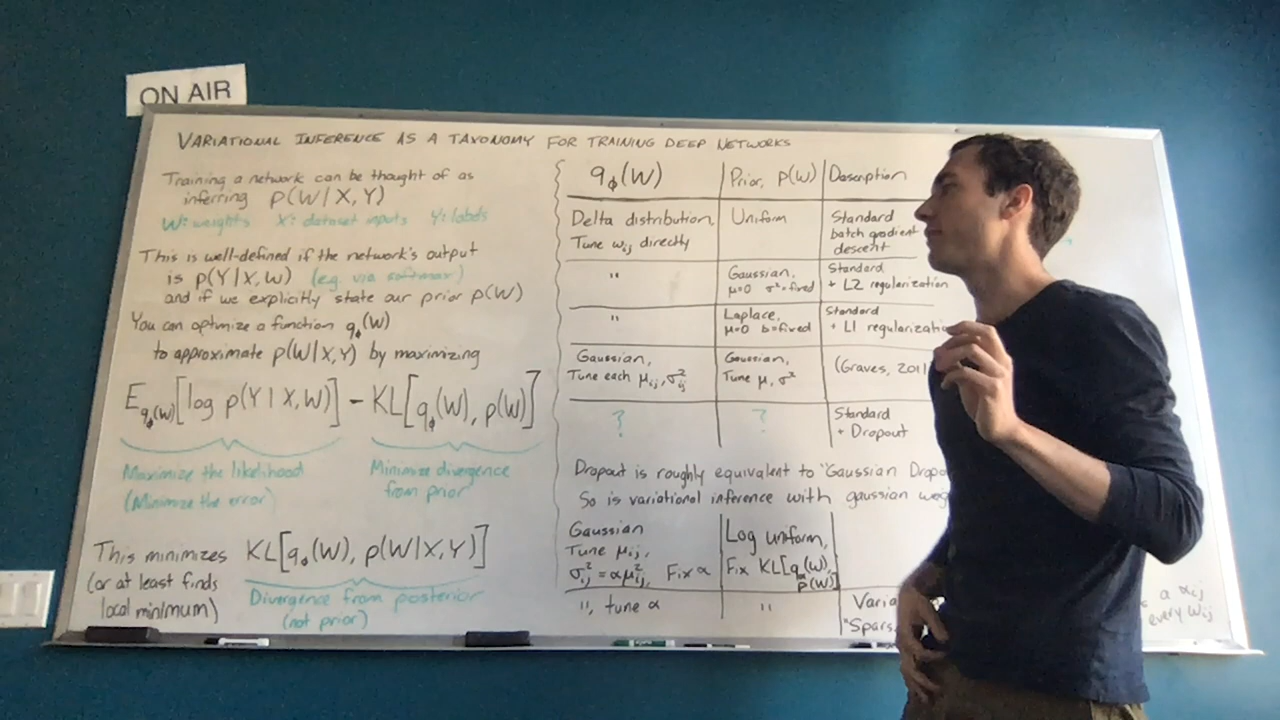 ON AIR
VARIATIONAL INFERENCE AS A TAXONOMY FOR TRAINING DEEP NETWORKS
Training a network can be thought of as
inferring p(W|X,Y)
W: weights X: dataset inputs Y: labels
This is well-defined if the network's output
is p(Y|X,W) (e.g. via softmax)
and if we explicitly state our prior p(W)
You can optimize a function qφ(W)
to approximate p(W|X,Y) by maximizing
E qφ(W) [log p(Y|X,W)] - KL[qφ(W), p(W)]
Maximize the likelihood
(Minimize the error)
Minimize divergence
from prior
This minimizes KL[qφ(W), p(W|X,Y)]
(or at least finds
local minimum)
Divergence from posterior
(not prior)
qφ(W) Prior, p(W) Description
Delta distribution, Uniform Standard
Tune wij directly batch gradient
descent
" Gaussian, Standard
μ=0 σ²=fixed + L2 regularization
" Laplace, Standard
μ=0 b=fixed + L1 regularizatio
Gaussian, Gaussian, (Graves, 2011
Tune each μij, σ²ij Tune μ, σ²
? ? Standard
+ Dropout
Dropout is roughly equivalent to "Gaussian Dropo
So is variational inference with gaussian
Gaussian Log uniform,
Tune μij, Fix KL[qφ(W),
σ²ij = αμ²ij, Fix α p(W)]
", tune α " Varia
"Spars
a αij
every wij